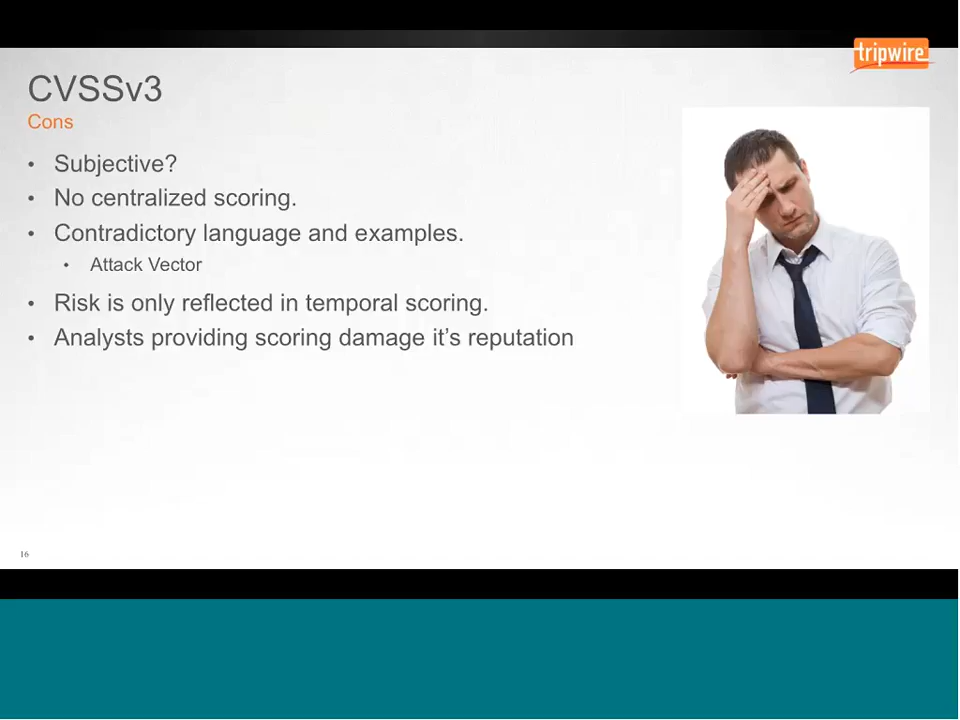 tripwire
CVSSv3
Cons
• Subjective?
• No centralized scoring.
• Contradictory language and examples.
• Attack Vector
• Risk is only reflected in temporal scoring.
• Analysts providing scoring damage it’s reputation
16